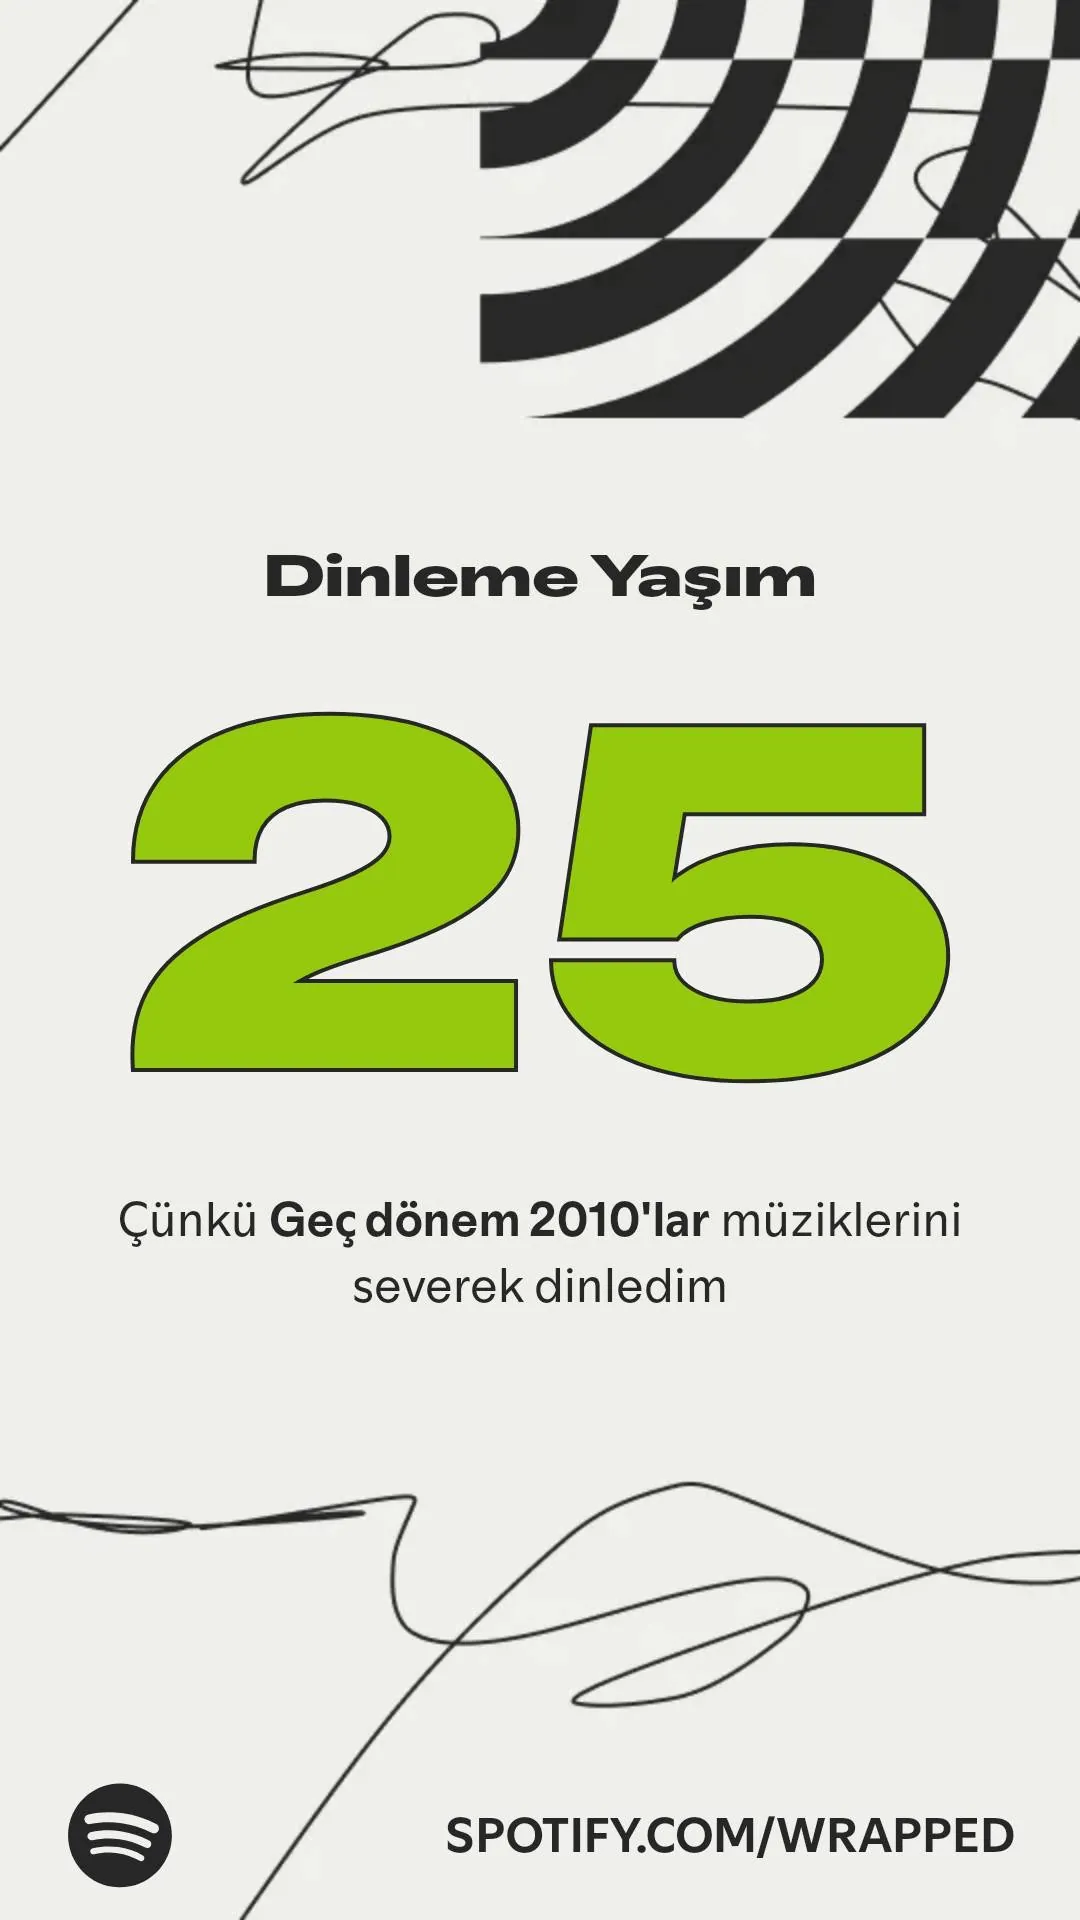 Dinleme Yaşım
25
Çünkü Geç dönem 2010'lar müziklerini
severek dinledim
SPOTIFY.COM/WRAPPED